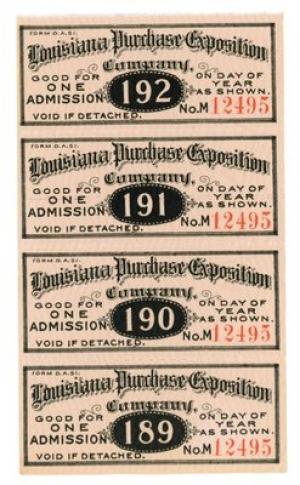 FORM D.A.S1.
Louisiana Purchase Exposition
Company.
GOOD FOR ONE ADMISSION 192 ON DAY OF YEAR AS SHOWN.
VOID IF DETACHED. No.M 12495
FORM D.A.S1.
Louisiana Purchase Exposition
Company.
GOOD FOR ONE ADMISSION 191 ON DAY OF YEAR AS SHOWN.
VOID IF DETACHED. No.M 12495
FORM D.A.S1.
Louisiana Purchase Exposition
Company.
GOOD FOR ONE ADMISSION 190 ON DAY OF YEAR AS SHOWN.
VOID IF DETACHED. No.M 12495
FORM D.A.S1.
Louisiana Purchase Exposition
Company.
GOOD FOR ONE ADMISSION 189 ON DAY OF YEAR AS SHOWN.
VOID IF DETACHED. No.M 12495